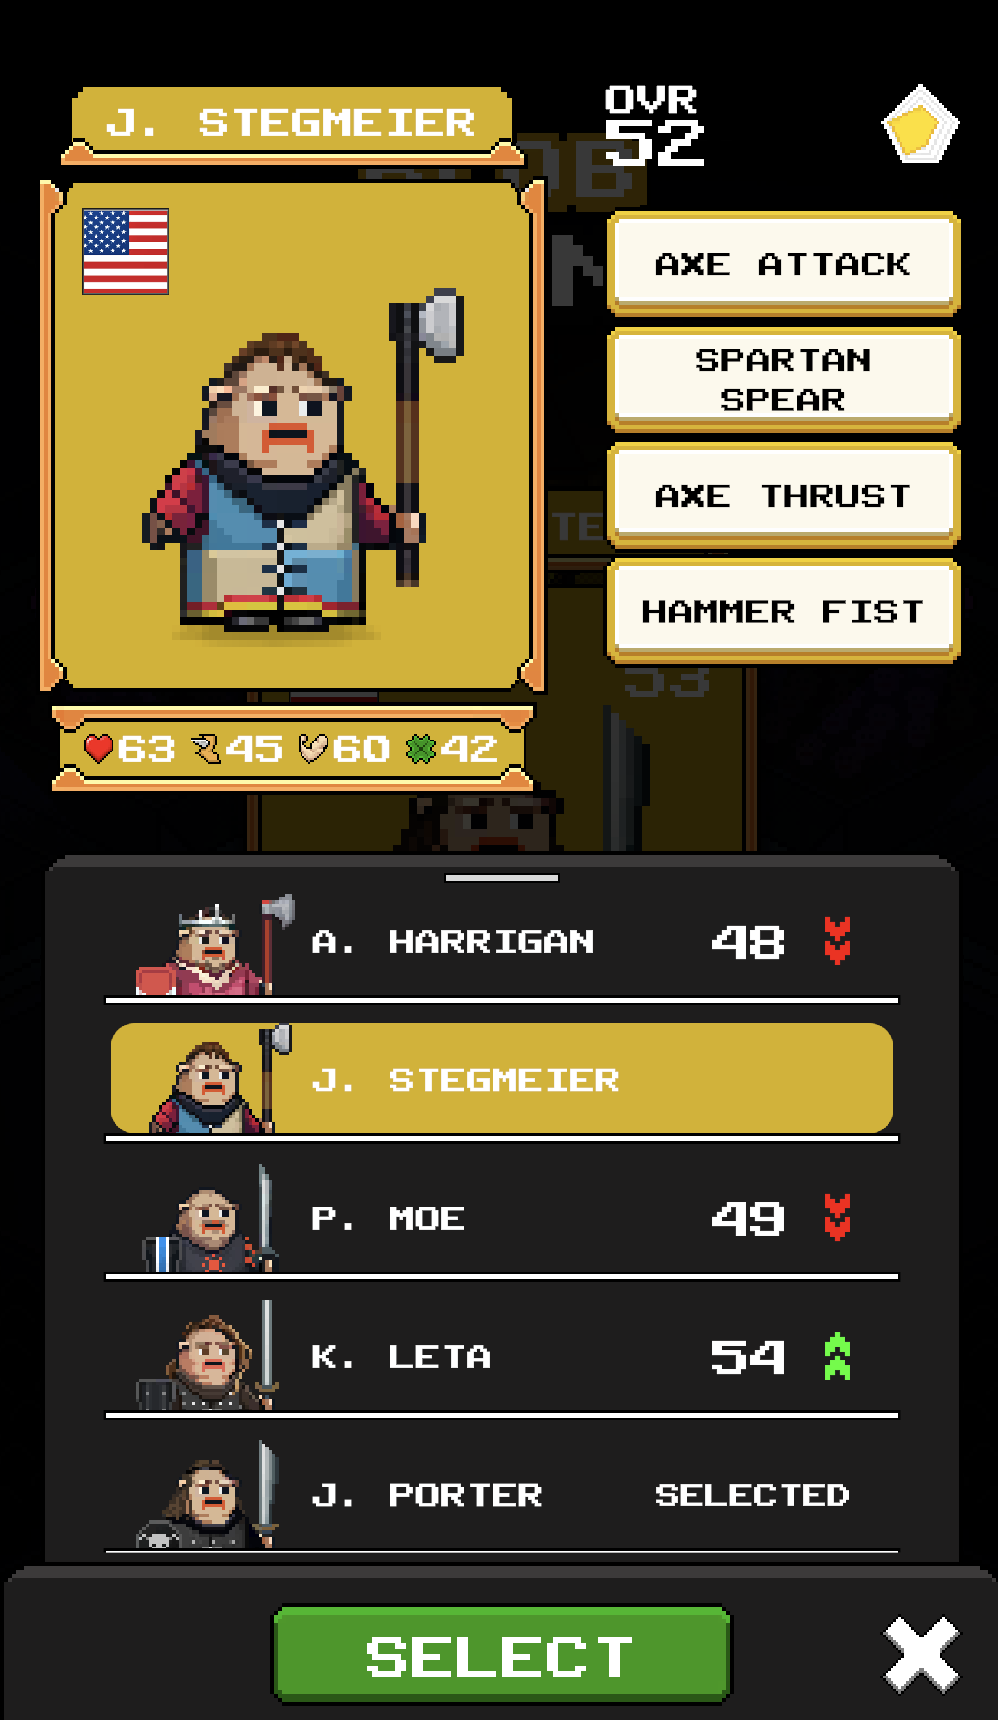 J. STEGMEIER
OVR
52
AXE ATTACK
SPARTAN
SPEAR
AXE THRUST
HAMMER FIST
53
63 45 60 42
A. HARRIGAN 48
J. STEGMEIER
P. MOE 49
K. LETA 54
J. PORTER SELECTED
SELECT